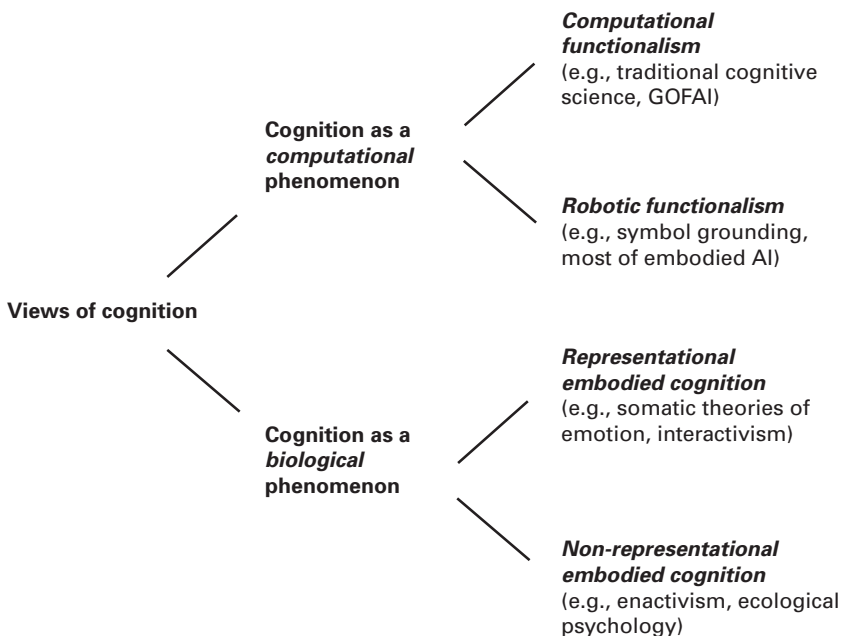 Computational
functionalism
(e.g., traditional cognitive
science, GOFAI)
Cognition as a
computational
phenomenon
Robotic functionalism
(e.g., symbol grounding,
most of embodied AI)
Views of cognition
Representational
embodied cognition
(e.g., somatic theories of
emotion, interactivism)
Cognition as a
biological
phenomenon
Non-representational
embodied cognition
(e.g., enactivism, ecological
psychology)